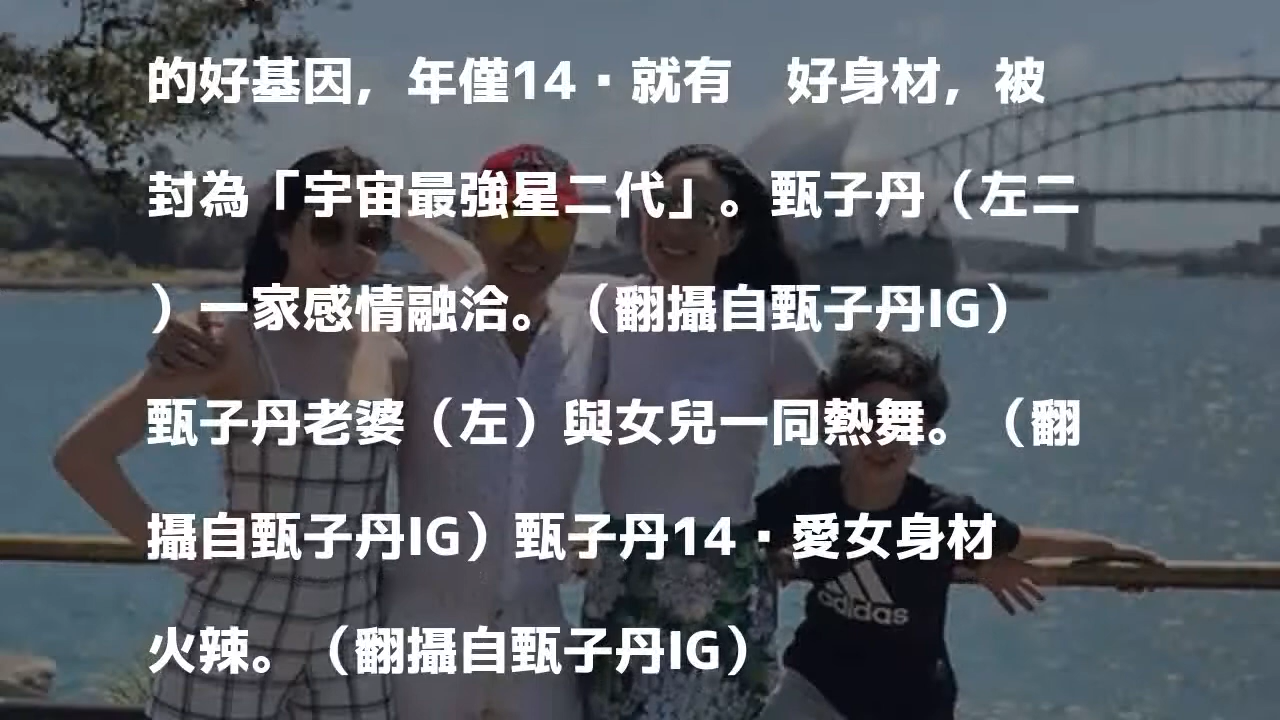 的好基因，年僅14·就有　好身材，被
封為「宇宙最強星二代」。甄子丹（左二
）一家感情融洽。（翻攝自甄子丹IG）
甄子丹老婆（左）與女兒一同熱舞。（翻
攝自甄子丹IG）甄子丹14·愛女身材
火辣。（翻攝自甄子丹IG）
adidas